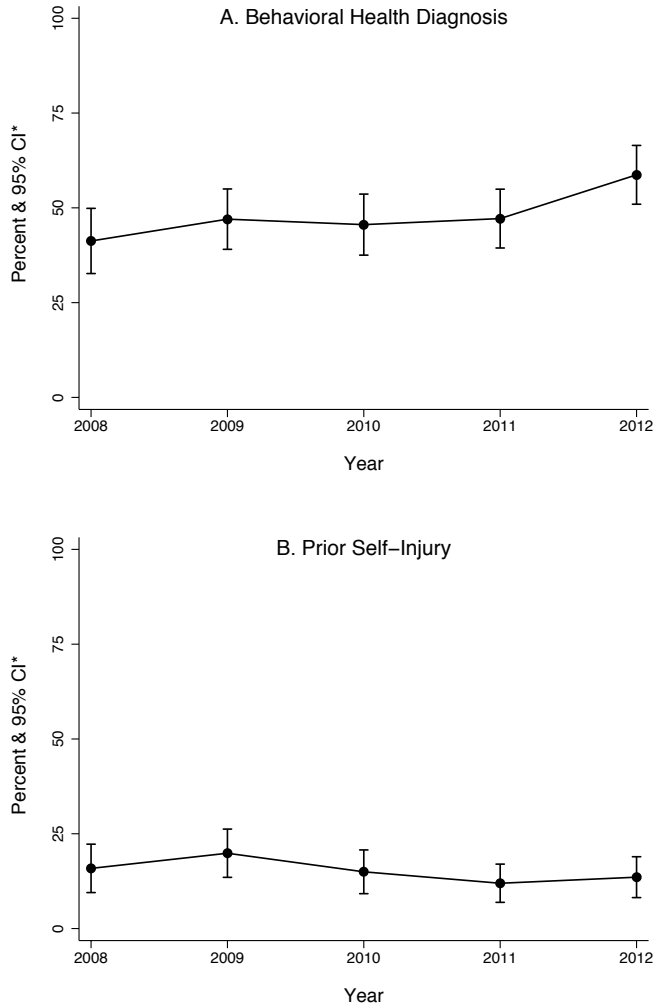 A. Behavioral Health Diagnosis
100
75
50
25
0
Percent & 95% CI*
2008 2009 2010 2011 2012
Year
B. Prior Self−Injury
100
75
50
25
0
Percent & 95% CI*
2008 2009 2010 2011 2012
Year